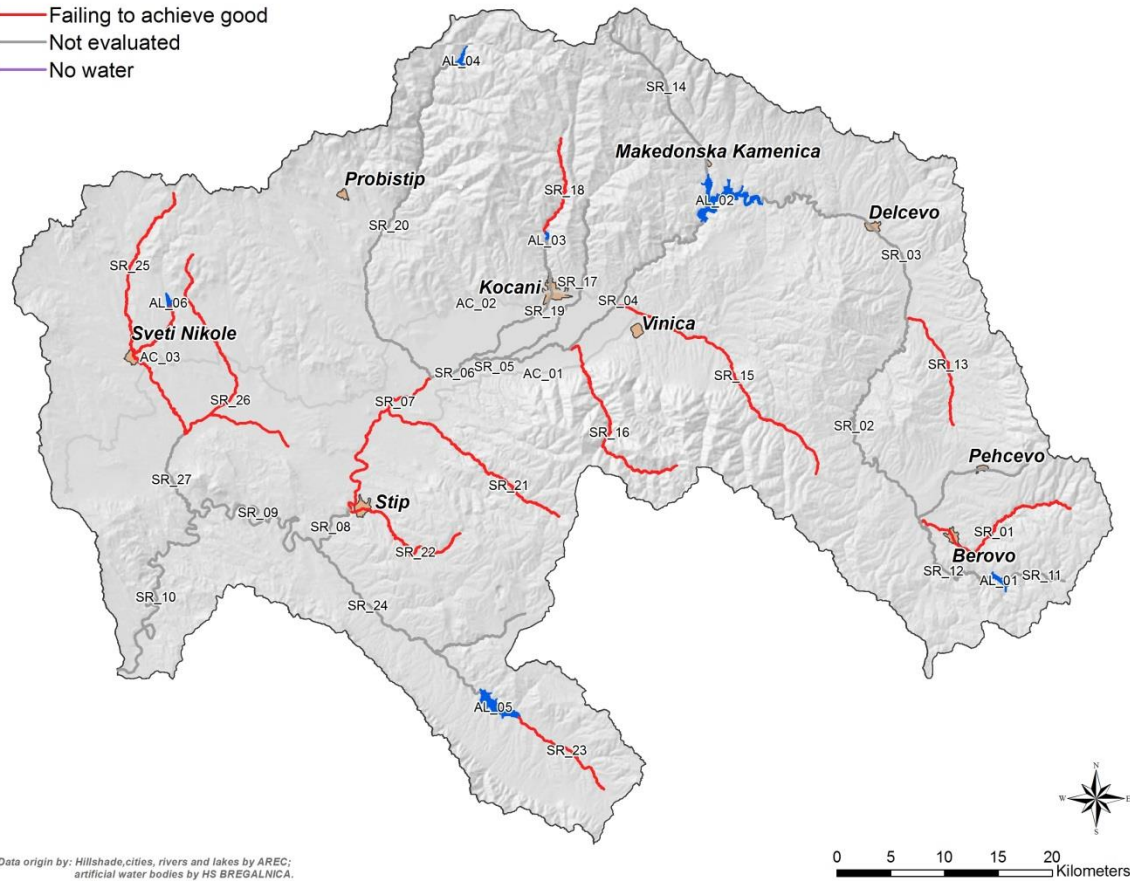 Failing to achieve good
Not evaluated
No water
AL_04
SR_14
Makedonska Kamenica
Probistip
SR_18
AL_02
Delcevo
SR_20
AL_03
SR_03
SR_25
SR_17
Kocani
AL_06
AC_02
SR_04
SR_19
Sveti Nikole
Vinica
AC_03
SR_13
SR_05
SR_06
AC_01
SR_15
SR_26
SR_07
SR_02
SR_16
Pehcevo
SR_27
SR_21
Stip
SR_09
SR_08
SR_01
SR_22
Berovo
SR_12
AL_01
SR_11
SR_10
SR_24
AL_05
SR_23
N
W
E
S
Data origin by: Hillshade,cities, rivers and lakes by AREC;
artificial water bodies by HS BREGALNICA.
0 5 10 15 20
Kilometers